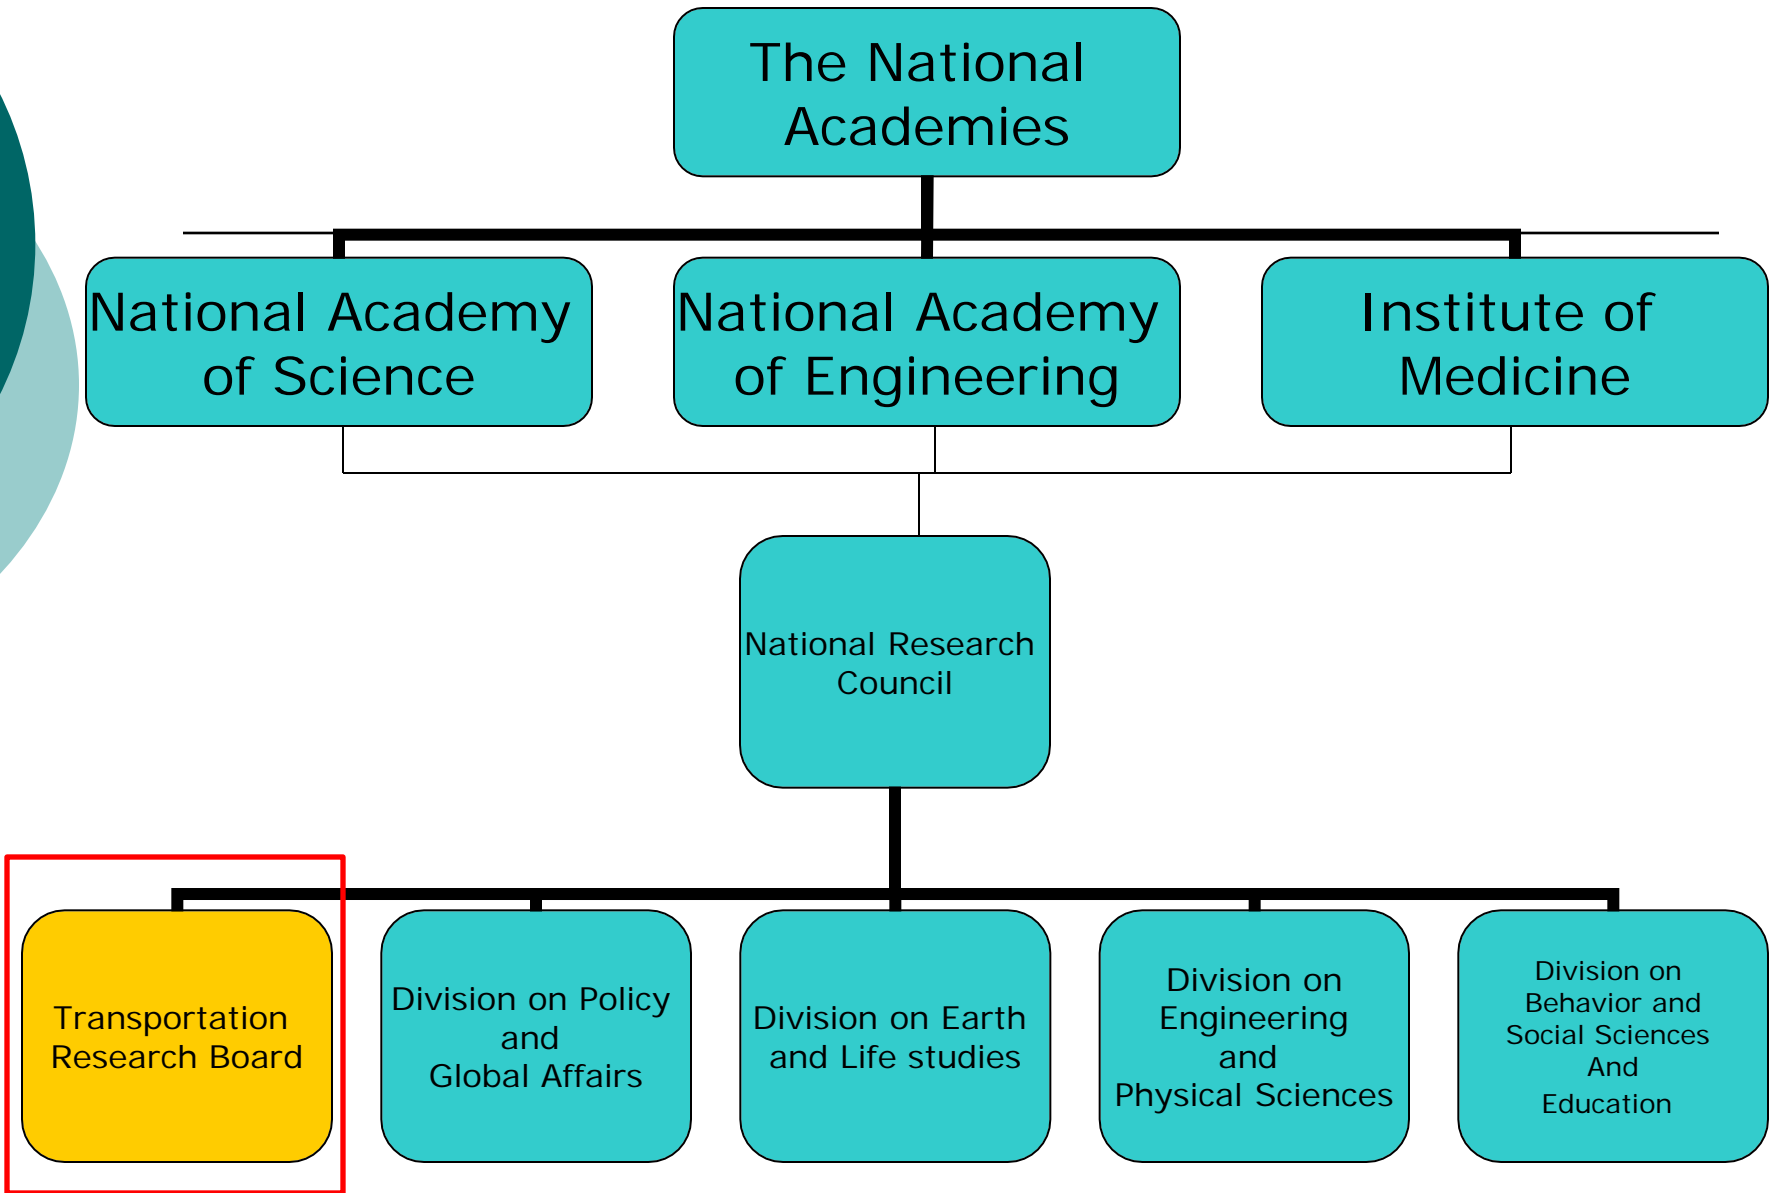 The National
Academies
National Academy
of Science
National Academy
of Engineering
Institute of
Medicine
National Research
Council
Transportation
Research Board
Division on Policy
and
Global Affairs
Division on Earth
and Life studies
Division on
Engineering
and
Physical Sciences
Division on
Behavior and
Social Sciences
And
Education